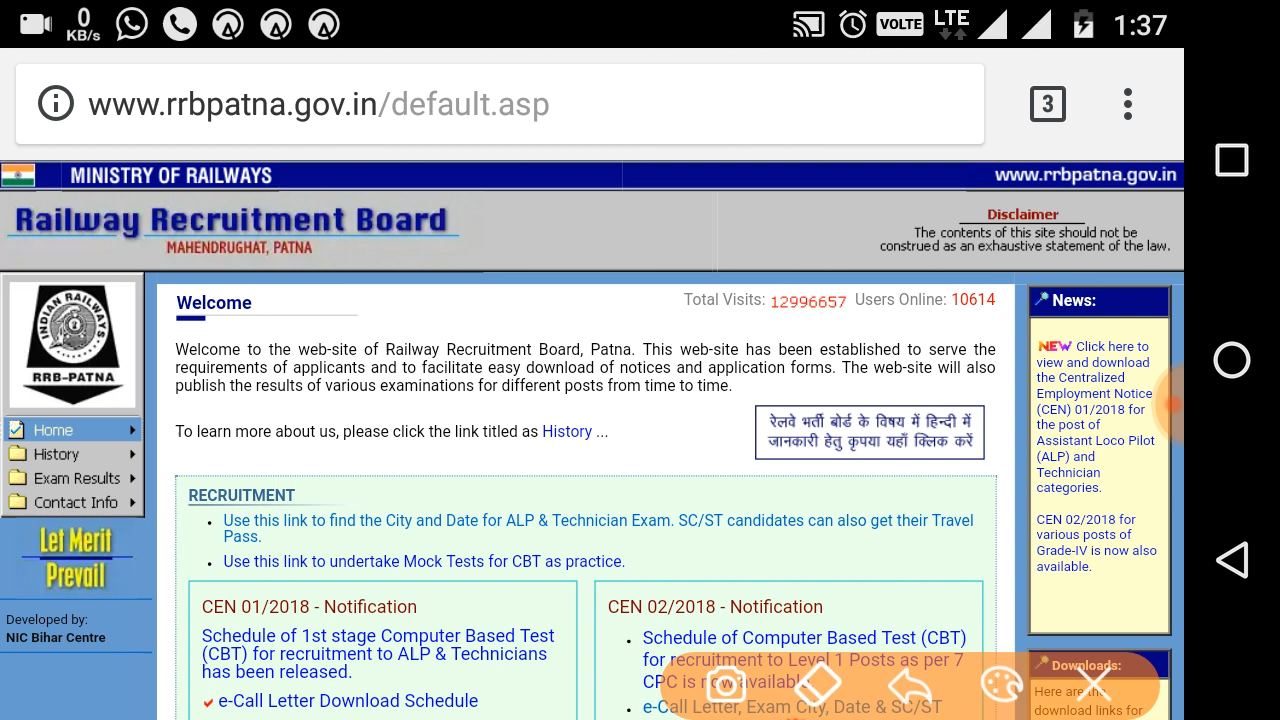 0
KB/s
VOLTE
LTE
1:37
www.rrbpatna.gov.in/default.asp
3
MINISTRY OF RAILWAYS
www.rrbpatna.gov.in
Railway Recruitment Board
MAHENDRUGHAT, PATNA
Disclaimer
The contents of this site should not be
construed as an exhaustive statement of the law.
INDIAN RAILWAYS
RRB-PATNA
Home
History
Exam Results
Contact Info
Let Merit
Prevail
Developed by:
NIC Bihar Centre
Welcome
Total Visits: 12996657 Users Online: 10614
Welcome to the web-site of Railway Recruitment Board, Patna. This web-site has been established to serve the
requirements of applicants and to facilitate easy download of notices and application forms. The web-site will also
publish the results of various examinations for different posts from time to time.
To learn more about us, please click the link titled as History ...
रेलवे भर्ती बोर्ड के विषय में हिन्दी में
जानकारी हेतु कृपया यहाँ क्लिक करें
RECRUITMENT
• Use this link to find the City and Date for ALP & Technician Exam. SC/ST candidates can also get their Travel
Pass.
• Use this link to undertake Mock Tests for CBT as practice.
CEN 01/2018 - Notification
Schedule of 1st stage Computer Based Test
(CBT) for recruitment to ALP & Technicians
has been released.
e-Call Letter Download Schedule
CEN 02/2018 - Notification
• Schedule of Computer Based Test (CBT)
for recruitment to Level 1 Posts as per 7
CPC is now available.
• e-Call Letter, Exam City, Date & SC/ST
News:
NEW Click here to
view and download
the Centralized
Employment Notice
(CEN) 01/2018 for
the post of
Assistant Loco Pilot
(ALP) and
Technician
categories.
CEN 02/2018 for
various posts of
Grade-IV is now also
available.
Downloads:
Here are the
download links for